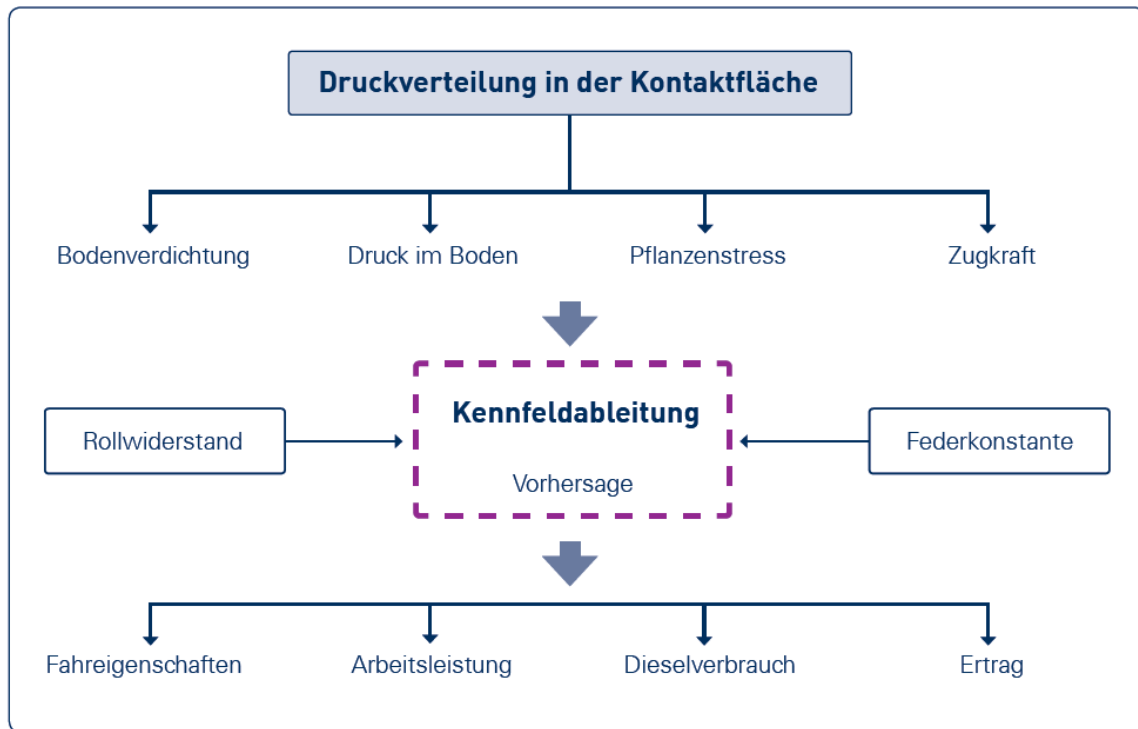 Druckverteilung in der Kontaktfläche
Bodenverdichtung
Druck im Boden
Pflanzenstress
Zugkraft
Rollwiderstand
Kennfeldableitung
Vorhersage
Federkonstante
Fahreigenschaften
Arbeitsleistung
Dieselverbrauch
Ertrag